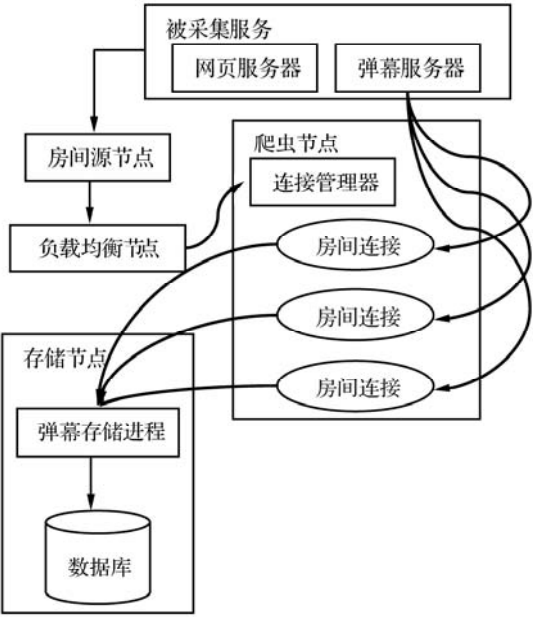 被采集服务
网页服务器
弹幕服务器
房间源节点
负载均衡节点
爬虫节点
连接管理器
房间连接
房间连接
房间连接
存储节点
弹幕存储进程
数据库